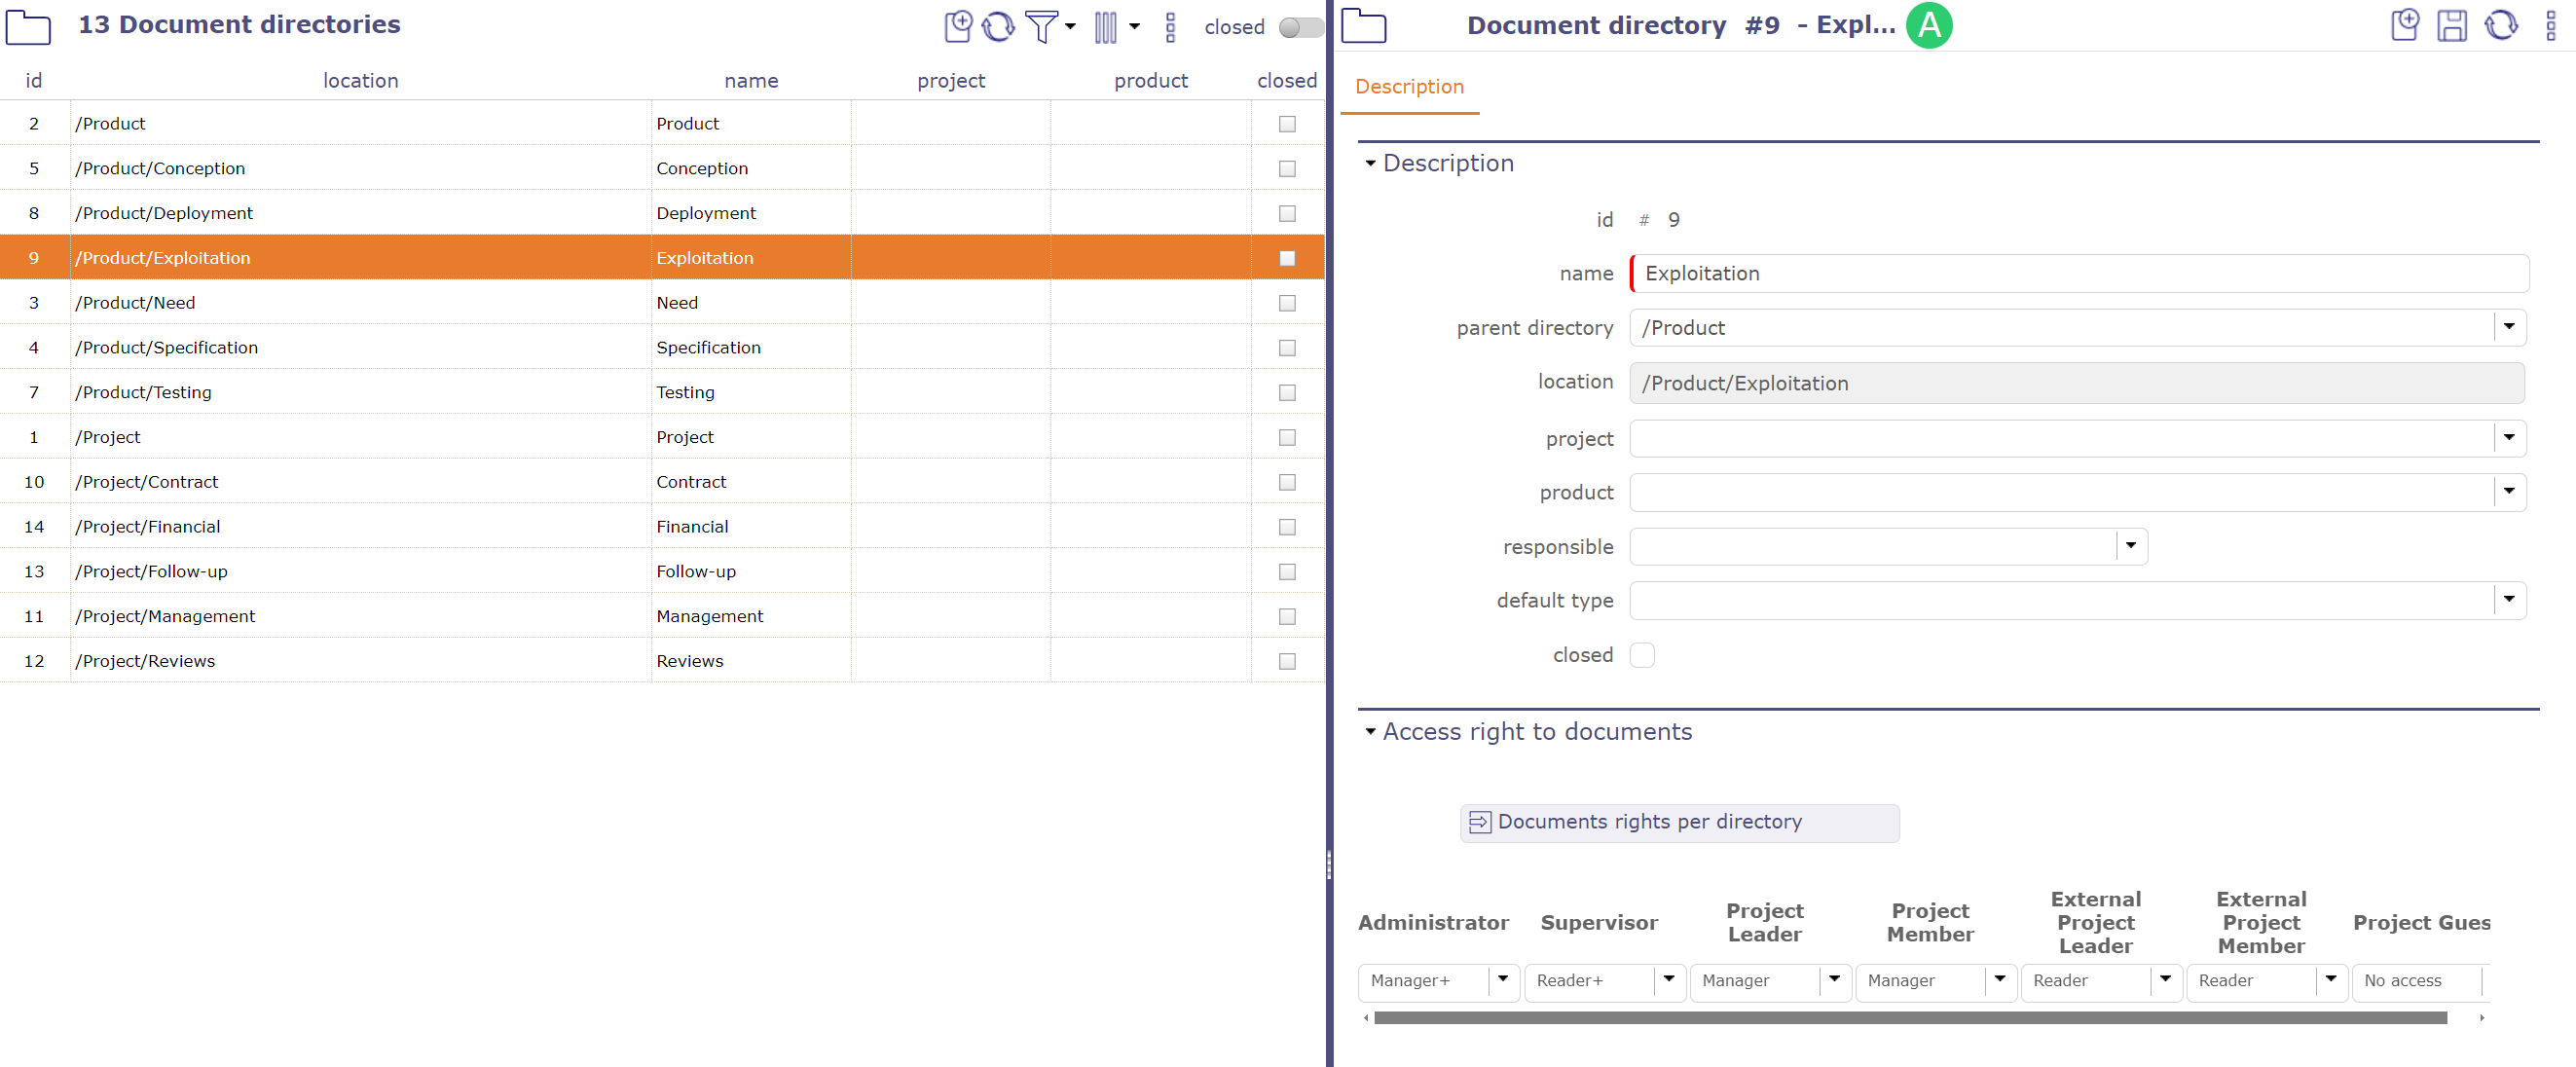 13 Document directories
closed
id location name project product closed
2 /Product Product
5 /Product/Conception Conception
8 /Product/Deployment Deployment
9 /Product/Exploitation Exploitation
3 /Product/Need Need
4 /Product/Specification Specification
7 /Product/Testing Testing
1 /Project Project
10 /Project/Contract Contract
14 /Project/Financial Financial
13 /Project/Follow-up Follow-up
11 /Project/Management Management
12 /Project/Reviews Reviews
Document directory #9 - Expl... A
Description
Description
id # 9
name Exploitation
parent directory /Product
location /Product/Exploitation
project
product
responsible
default type
closed
Access right to documents
Documents rights per directory
Administrator Supervisor Project Leader Project Member External Project Leader External Project Member Project Gues
Manager+ Reader+ Manager Manager Reader Reader No access